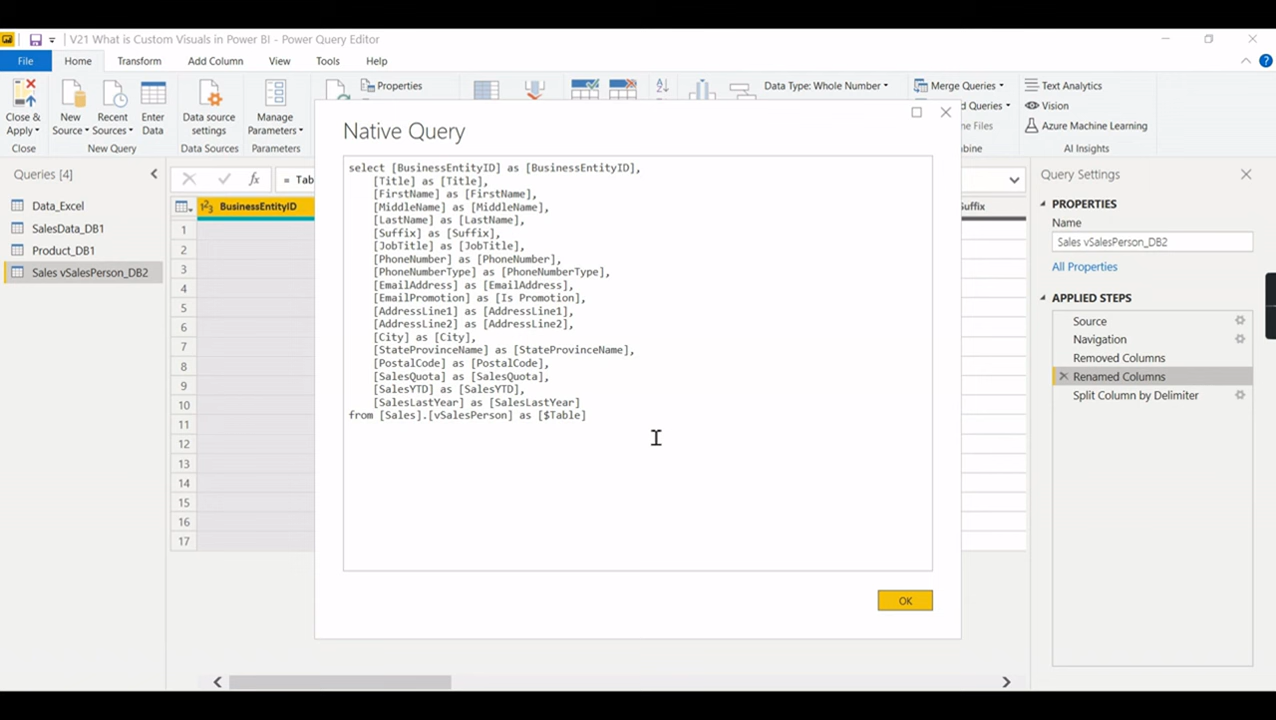 V21 What is Custom Visuals in Power BI - Power Query Editor
File Home Transform Add Column View Tools Help
Properties
Data Type: Whole Number
Merge Queries
Text Analytics
Queries
Vision
Files
Azure Machine Learning
Close & Apply
New Source
Recent Sources
Enter Data
Data source settings
Manage Parameters
Close New Query Data Sources Parameters
AI Insights
Queries [4]
Data_Excel
SalesData_DB1
Product_DB1
Sales vSalesPerson_DB2
= Tab
BusinessEntityID
Suffix
1
2
3
4
5
6
7
8
9
10
11
12
13
14
15
16
17
Native Query
select [BusinessEntityID] as [BusinessEntityID],
[Title] as [Title],
[FirstName] as [FirstName],
[MiddleName] as [MiddleName],
[LastName] as [LastName],
[Suffix] as [Suffix],
[JobTitle] as [JobTitle],
[PhoneNumber] as [PhoneNumber],
[PhoneNumberType] as [PhoneNumberType],
[EmailAddress] as [EmailAddress],
[EmailPromotion] as [Is Promotion],
[AddressLine1] as [AddressLine1],
[AddressLine2] as [AddressLine2],
[City] as [City],
[StateProvinceName] as [StateProvinceName],
[PostalCode] as [PostalCode],
[SalesQuota] as [SalesQuota],
[SalesYTD] as [SalesYTD],
[SalesLastYear] as [SalesLastYear]
from [Sales].[vSalesPerson] as [$Table]
OK
Query Settings
PROPERTIES
Name
Sales vSalesPerson_DB2
All Properties
APPLIED STEPS
Source
Navigation
Removed Columns
Renamed Columns
Split Column by Delimiter